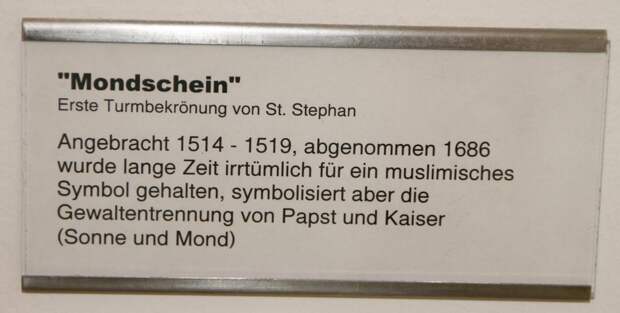 "Mondschein"
Erste Turmbekrönung von St. Stephan
Angebracht 1514 - 1519, abgenommen 1686
wurde lange Zeit irrtümlich für ein muslimisches
Symbol gehalten, symbolisiert aber die
Gewaltentrennung von Papst und Kaiser
(Sonne und Mond)